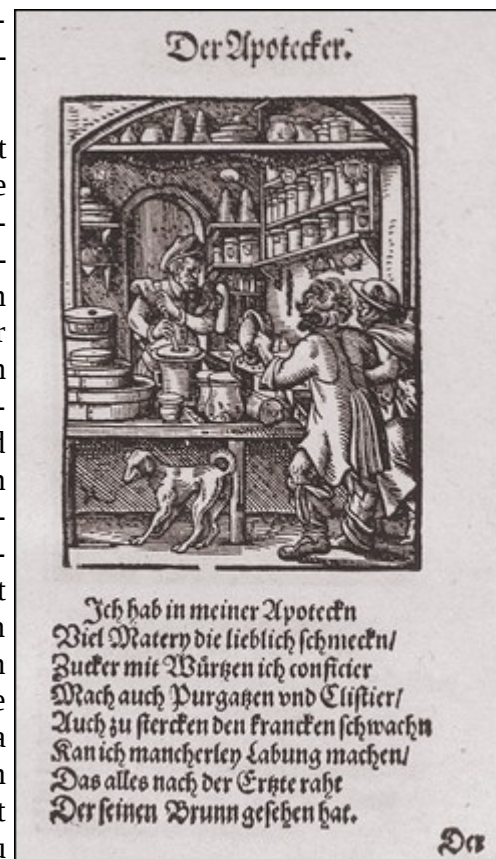 Der Apotecker.
Ich hab in meiner Apoteckn
Viel Matery die lieblich schmeckn/
Zucker mit Würtzen ich conficier
Mach auch Purgatzen vnd Clistier/
Auch zu stercken den krancken schwachn
Kan ich mancherley Labung machen/
Das alles nach der Ertzte raht
Der seinen Brunn gesehen hat.
Der